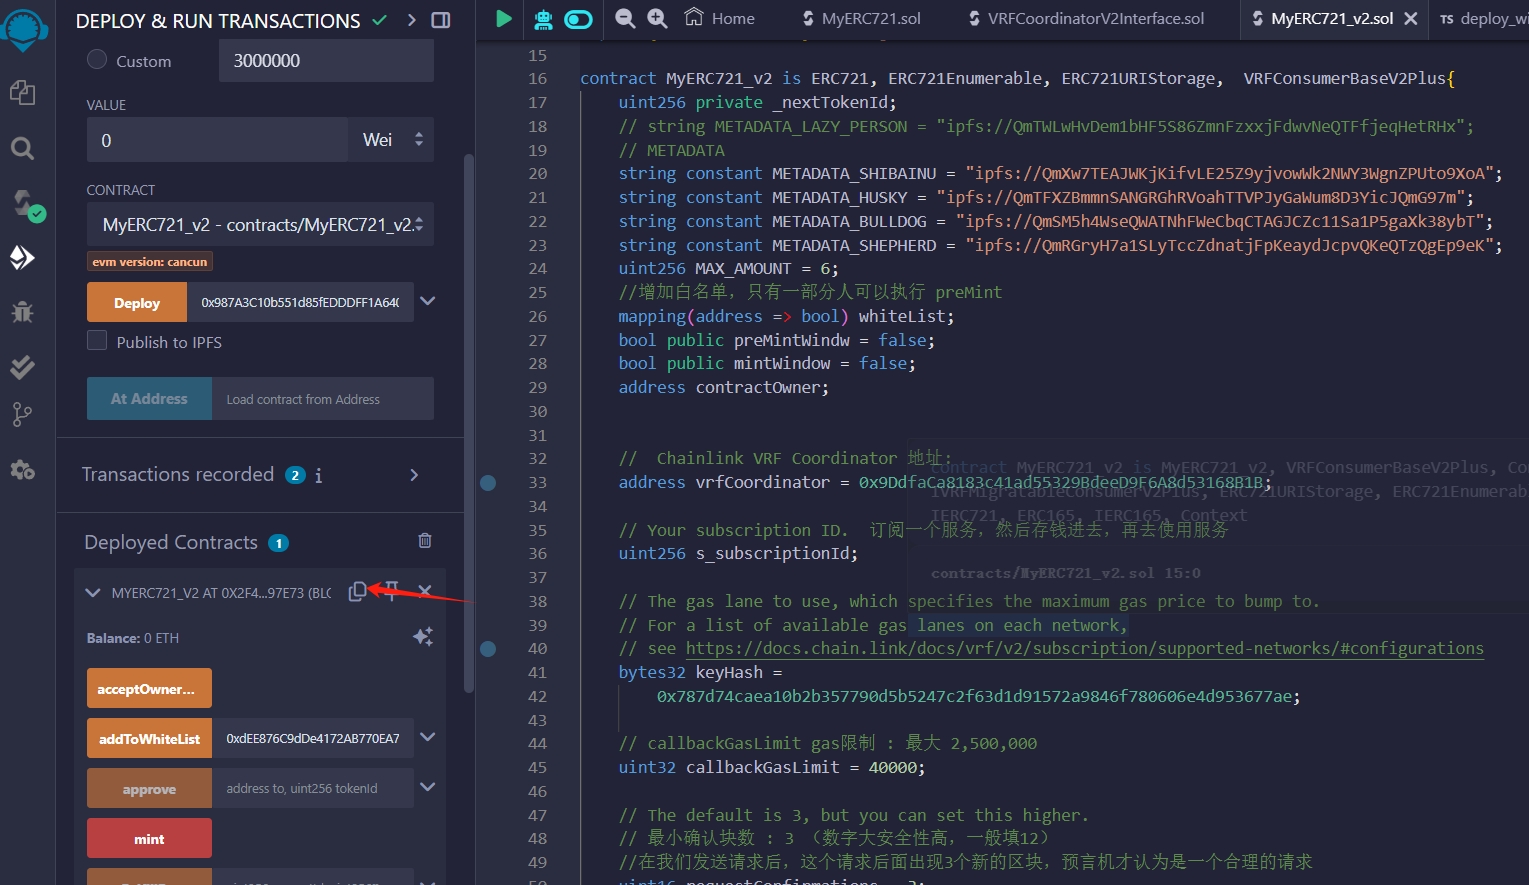 DEPLOY & RUN TRANSACTIONS
Custom
3000000
VALUE
0
Wei
CONTRACT
MyERC721_v2 - contracts/MyERC721_v2.
evm version: cancun
Deploy
0x987A3C10b551d85fEDDDFF1A64(
Publish to IPFS
At Address
Load contract from Address
Transactions recorded 2 i
Deployed Contracts 1
MYERC721_V2 AT 0X2F4...97E73 (BLO
Balance: 0 ETH
acceptOwner...
addToWhiteList
0xdEE876C9dDe4172AB770EA7
approve
address to, uint256 tokenId
mint
Home
MyERC721.sol
VRFCoordinatorV2Interface.sol
MyERC721_v2.sol
TS deploy_wi
15
16 contract MyERC721_v2 is ERC721, ERC721Enumerable, ERC721URIStorage,  VRFConsumerBaseV2Plus{
17 uint256 private _nextTokenId;
18 // string METADATA_LAZY_PERSON = "ipfs://QmTWLwHvDem1bHF5S86ZmnFzxxjFdwvNeQTFfjeqHetRHx";
19 // METADATA
20 string constant METADATA_SHIBAINU = "ipfs://QmXw7TEAJWKjKifvLE25Z9yjvowWk2NWY3WgnZPUto9XoA";
21 string constant METADATA_HUSKY = "ipfs://QmTFXZBmmnSANGRGhRVoahTTVPJyGaWum8D3YicJQmG97m";
22 string constant METADATA_BULLDOG = "ipfs://QmSM5h4WseQWATNhFWeCbqCTAGJCZc11Sa1P5gaXk38ybT";
23 string constant METADATA_SHEPHERD = "ipfs://QmRGryH7a1SLyTccZdnatjFpKeaydJcpvQKeQTzQgEp9eK";
24 uint256 MAX_AMOUNT = 6;
25 //增加白名单，只有一部分人可以执行 preMint
26 mapping(address => bool) whiteList;
27 bool public preMintWindw = false;
28 bool public mintWindow = false;
29 address contractOwner;
30
31
32 //  Chainlink VRF Coordinator 地址:
33 address vrfCoordinator = 0x9DdfaCa8183c41ad55329BdeeD9F6A8d53168B1B;
34
35 // Your subscription ID.  订阅一个服务，然后存钱进去，再去使用服务
36 uint256 s_subscriptionId;
37
38 // The gas lane to use, which specifies the maximum gas price to bump to.
39 // For a list of available gas lanes on each network,
40 // see https://docs.chain.link/docs/vrf/v2/subscription/supported-networks/#configurations
41 bytes32 keyHash =
42 0x787d74caea10b2b357790d5b5247c2f63d1d91572a9846f780606e4d953677ae;
43
44 // callbackGasLimit gas限制 : 最大 2,500,000
45 uint32 callbackGasLimit = 40000;
46
47 // The default is 3, but you can set this higher.
48 // 最小确认块数 : 3 （数字大安全性高，一般填12）
49 //在我们发送请求后，这个请求后面出现3个新的区块，预言机才认为是一个合理的请求
contract MyERC721_v2 is MyERC721_v2, VRFConsumerBaseV2Plus, Co
IVRFMigratableConsumerV2Plus, ERC721URIStorage, ERC721Enumerab
IERC721, ERC165, IERC165, Context
contracts/MyERC721_v2.sol 15:0